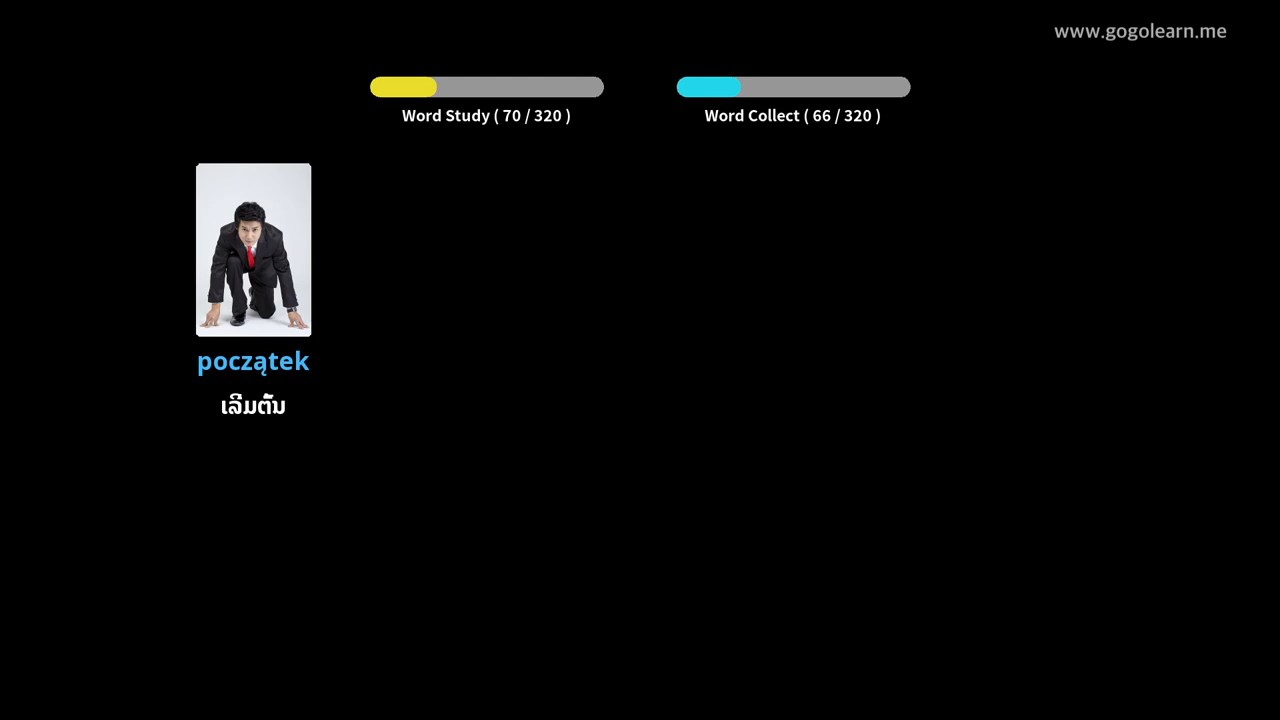 www.gogolearn.me
Word Study ( 70 / 320 )
Word Collect ( 66 / 320 )
początek
ເລີ່ມຕົ້ນ